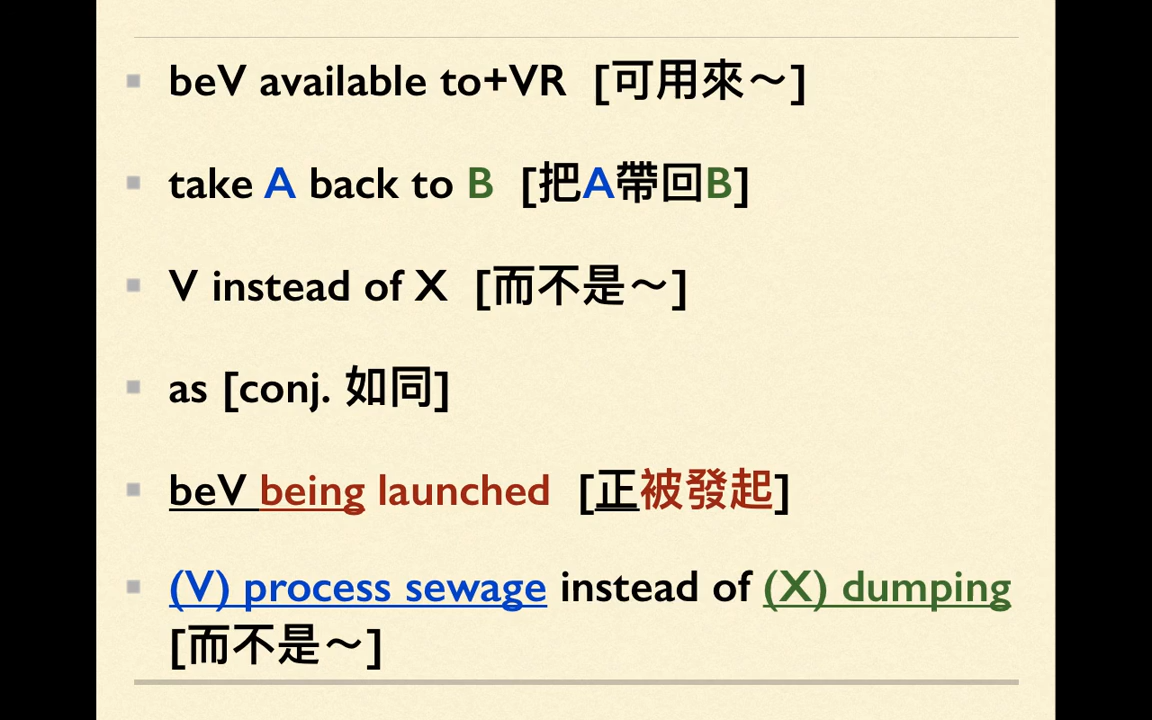 beV available to+VR [可用來～]
take A back to B [把A帶回B]
V instead of X [而不是～]
as [conj. 如同]
beV being launched [正被發起]
(V) process sewage instead of (X) dumping
[而不是～]